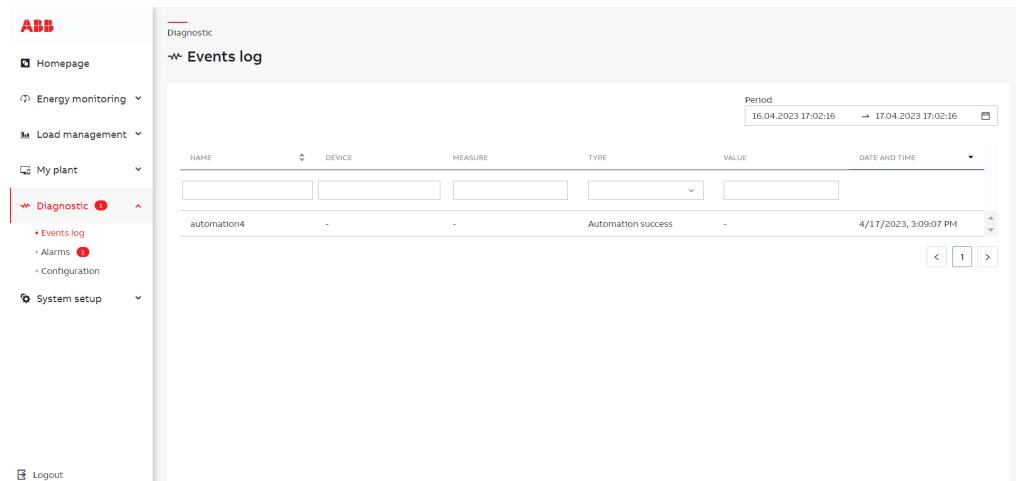 ABB
Homepage
Energy monitoring
Load management
My plant
Diagnostic 1
Events log
Alarms 1
Configuration
System setup
Logout
Diagnostic
Events log
Period
16.04.2023 17:02:16 → 17.04.2023 17:02:16
NAME DEVICE MEASURE TYPE VALUE DATE AND TIME
automation4 - - Automation success - 4/17/2023, 3:09:07 PM
< 1 >